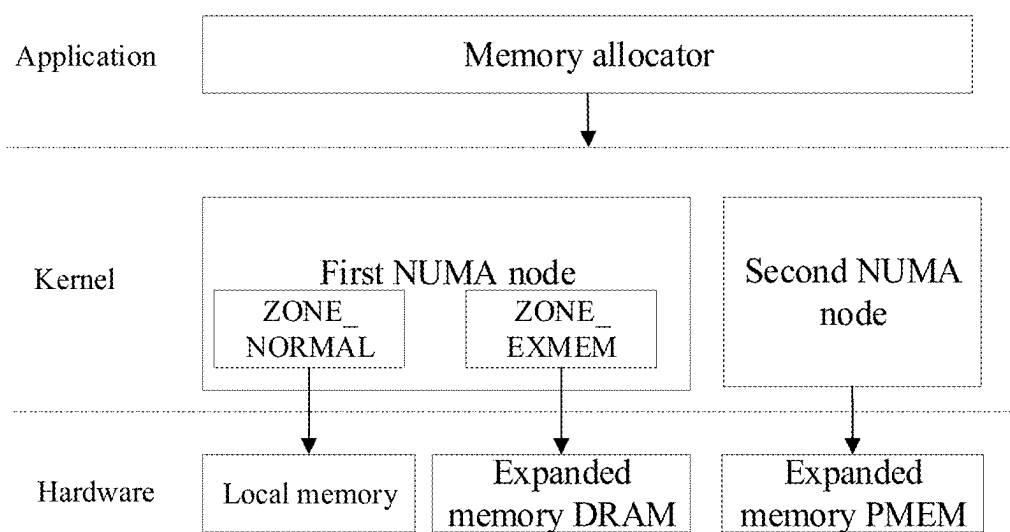 Application
Memory allocator
Kernel
First NUMA node
ZONE_
NORMAL
ZONE_
EXMEM
Second NUMA
node
Hardware
Local memory
Expanded
memory DRAM
Expanded
memory PMEM